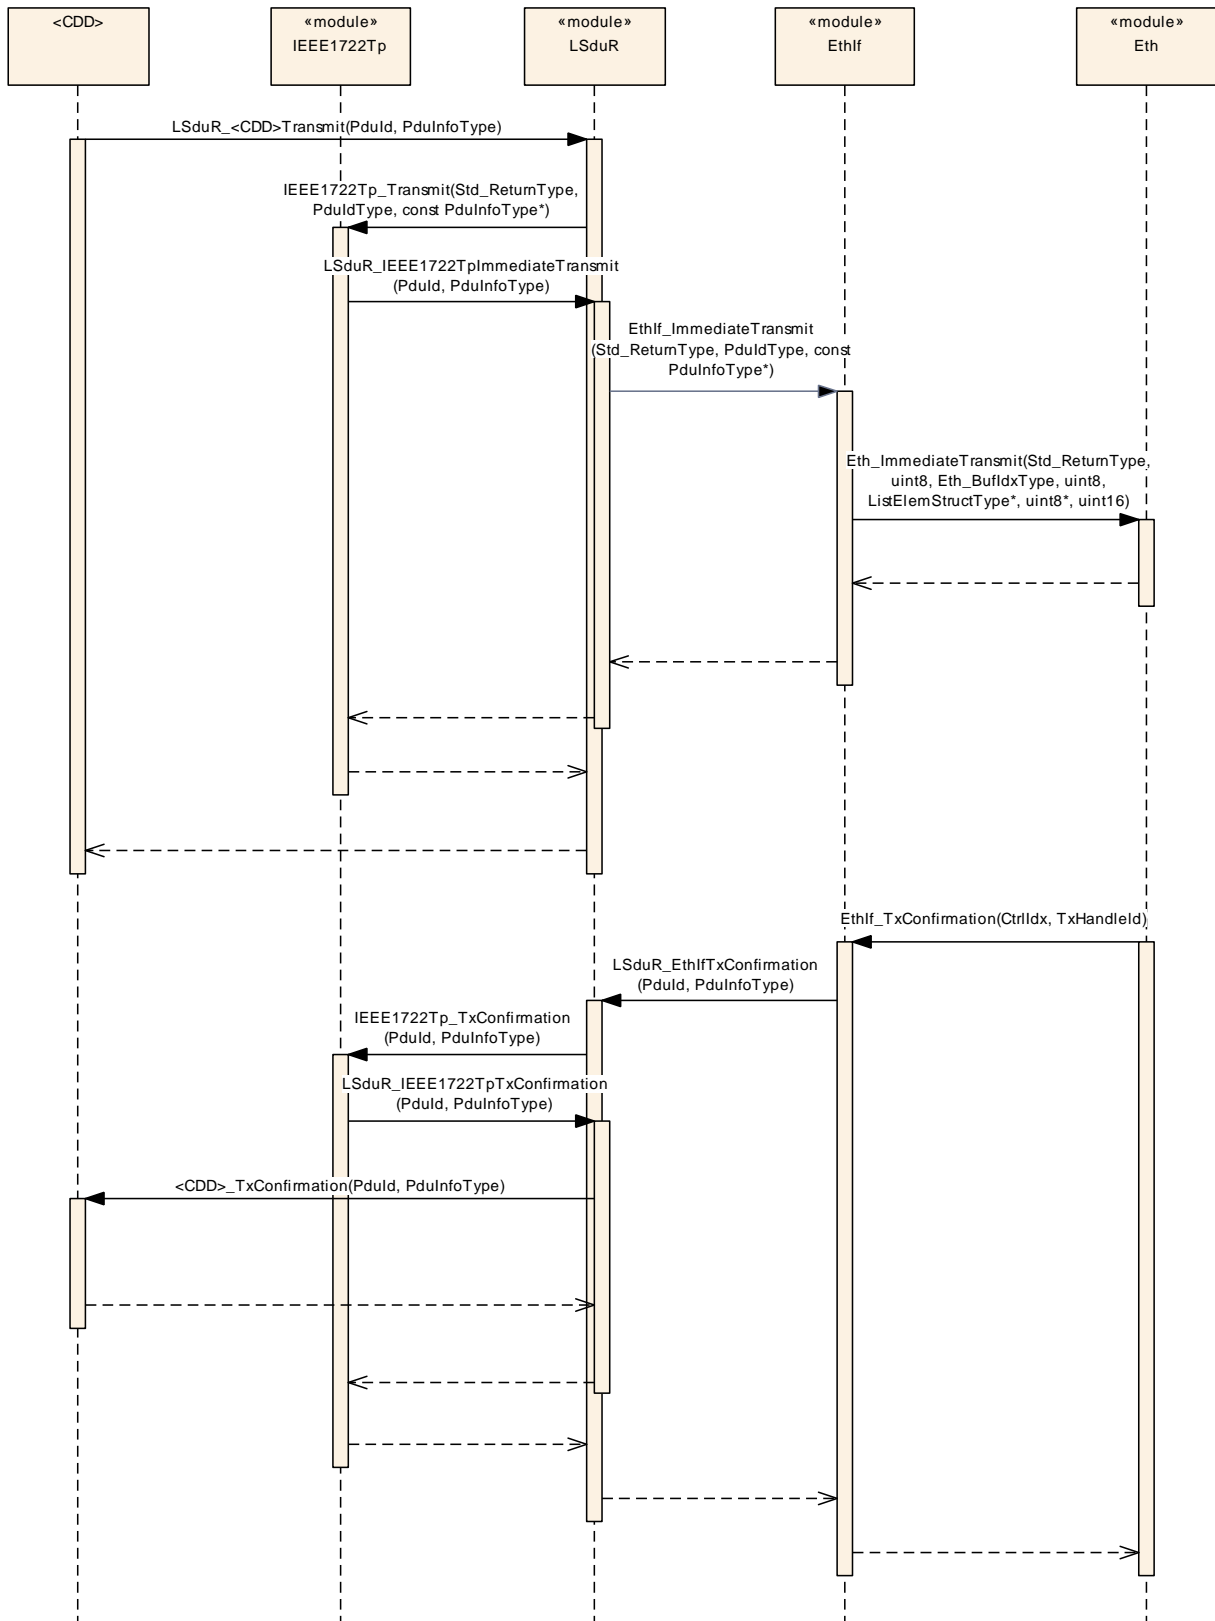 <CDD>
«module»
IEEE1722Tp
«module»
LSduR
«module»
EthIf
«module»
Eth
LSduR_<CDD>Transmit(PduId, PduInfoType)
IEEE1722Tp_Transmit(Std_ReturnType,
PduIdType, const PduInfoType*)
LSduR_IEEE1722TpImmediateTransmit
(PduId, PduInfoType)
EthIf_ImmediateTransmit
(Std_ReturnType, PduIdType, const
PduInfoType*)
Eth_ImmediateTransmit(Std_ReturnType,
uint8, Eth_BufIdxType, uint8,
ListElemStructType*, uint8*, uint16)
EthIf_TxConfirmation(CtrlIdx, TxHandleId)
LSduR_EthIfTxConfirmation
(PduId, PduInfoType)
IEEE1722Tp_TxConfirmation
(PduId, PduInfoType)
LSduR_IEEE1722TpTxConfirmation
(PduId, PduInfoType)
<CDD>_TxConfirmation(PduId, PduInfoType)